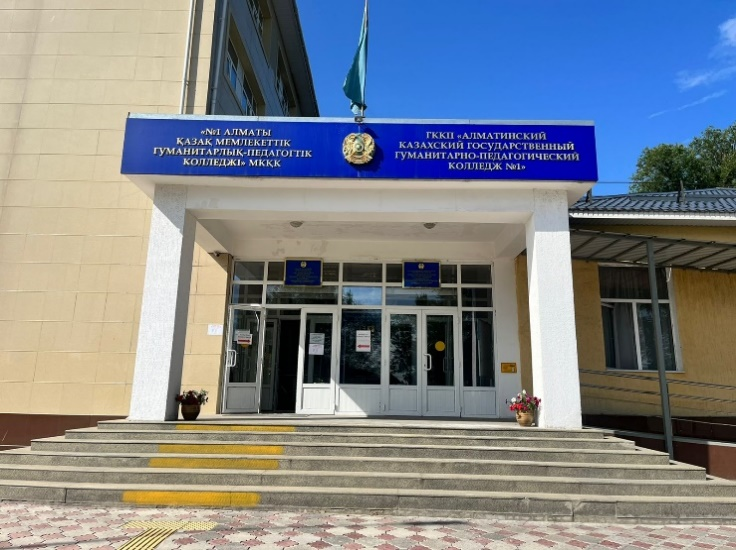 «№1 АЛМАТЫ
ҚАЗАҚ МЕМЛЕКЕТТІК
ГУМАНИТАРЛЫҚ-ПЕДАГОГТІК
КОЛЛЕДЖІ» МКҚК
ГККП «АЛМАТИНСКИЙ
КАЗАХСКИЙ ГОСУДАРСТВЕННЫЙ
ГУМАНИТАРНО-ПЕДАГОГИЧЕСКИЙ
КОЛЛЕДЖ №1»